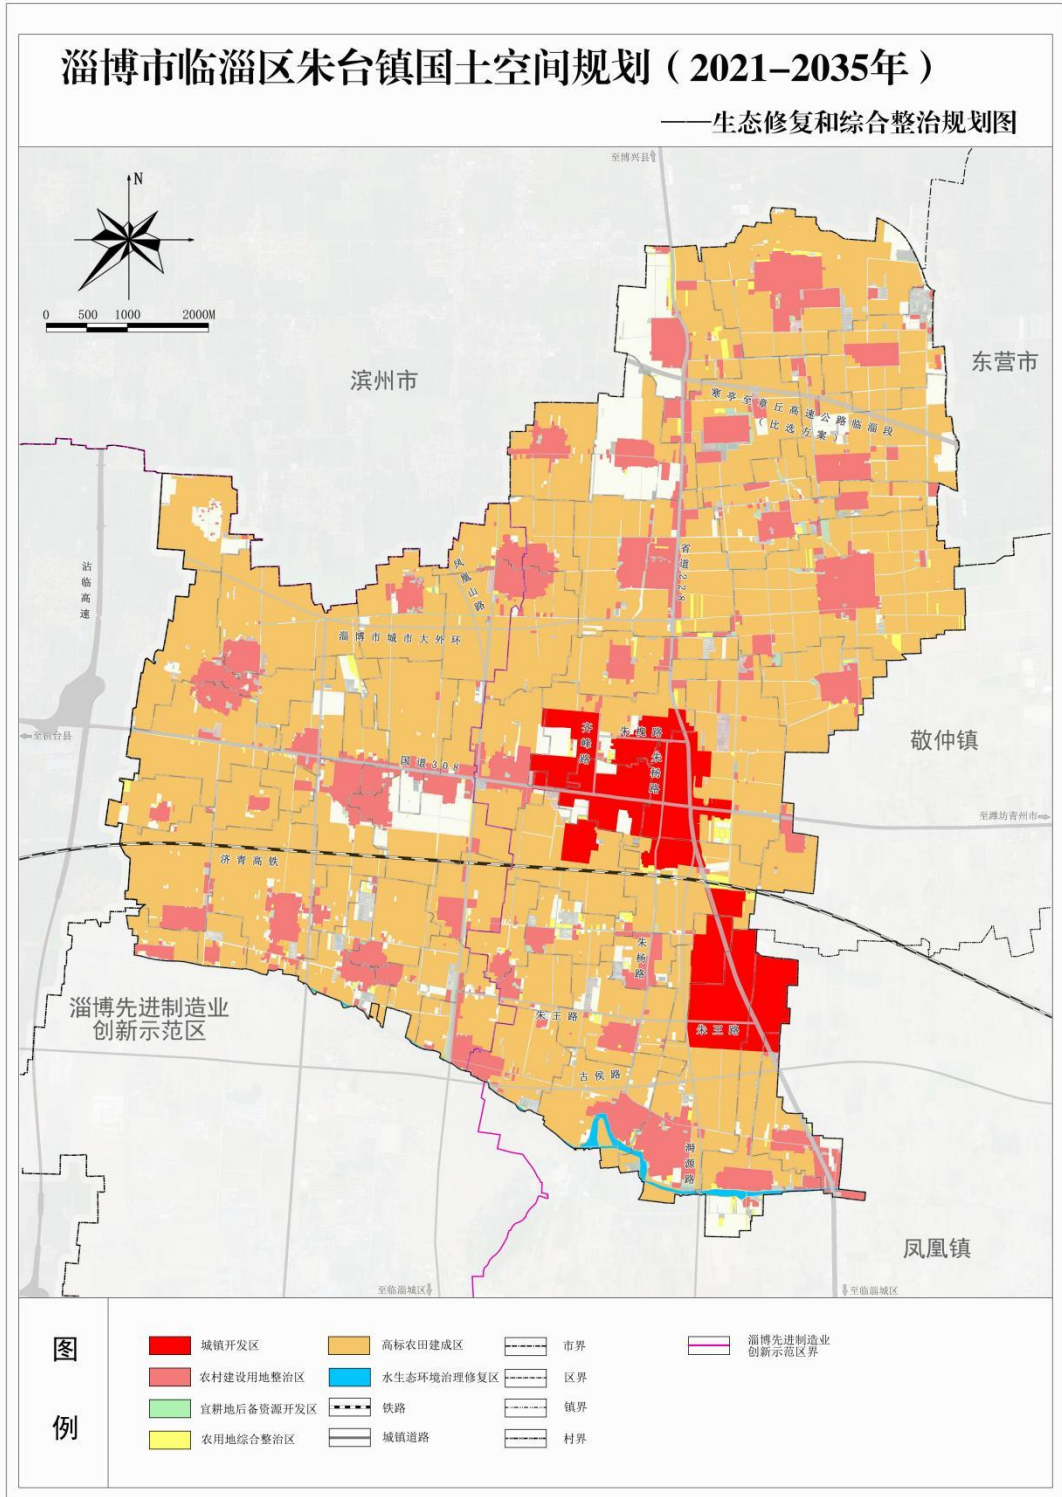 淄博市临淄区朱台镇国土空间规划（2021-2035年）
——生态修复和综合整治规划图
至博兴县
N
0 500 1000 2000M
滨州市
东营市
寒亭至章丘高速公路临淄段
（比选方案）
沾临高速
凤凰山路
省道228
淄博市城市大外环
至桓台县
国道308
齐峰路
朱槐路
朱杨路
敬仲镇
至潍坊青州市
济青高铁
朱杨路
淄博先进制造业
创新示范区
朱王路
朱王路
古侯路
溡源路
凤凰镇
至临淄城区
至临淄城区
图例
城镇开发区
农村建设用地整治区
宜耕地后备资源开发区
农用地综合整治区
高标农田建成区
水生态环境治理修复区
铁路
城镇道路
市界
区界
镇界
村界
淄博先进制造业
创新示范区界